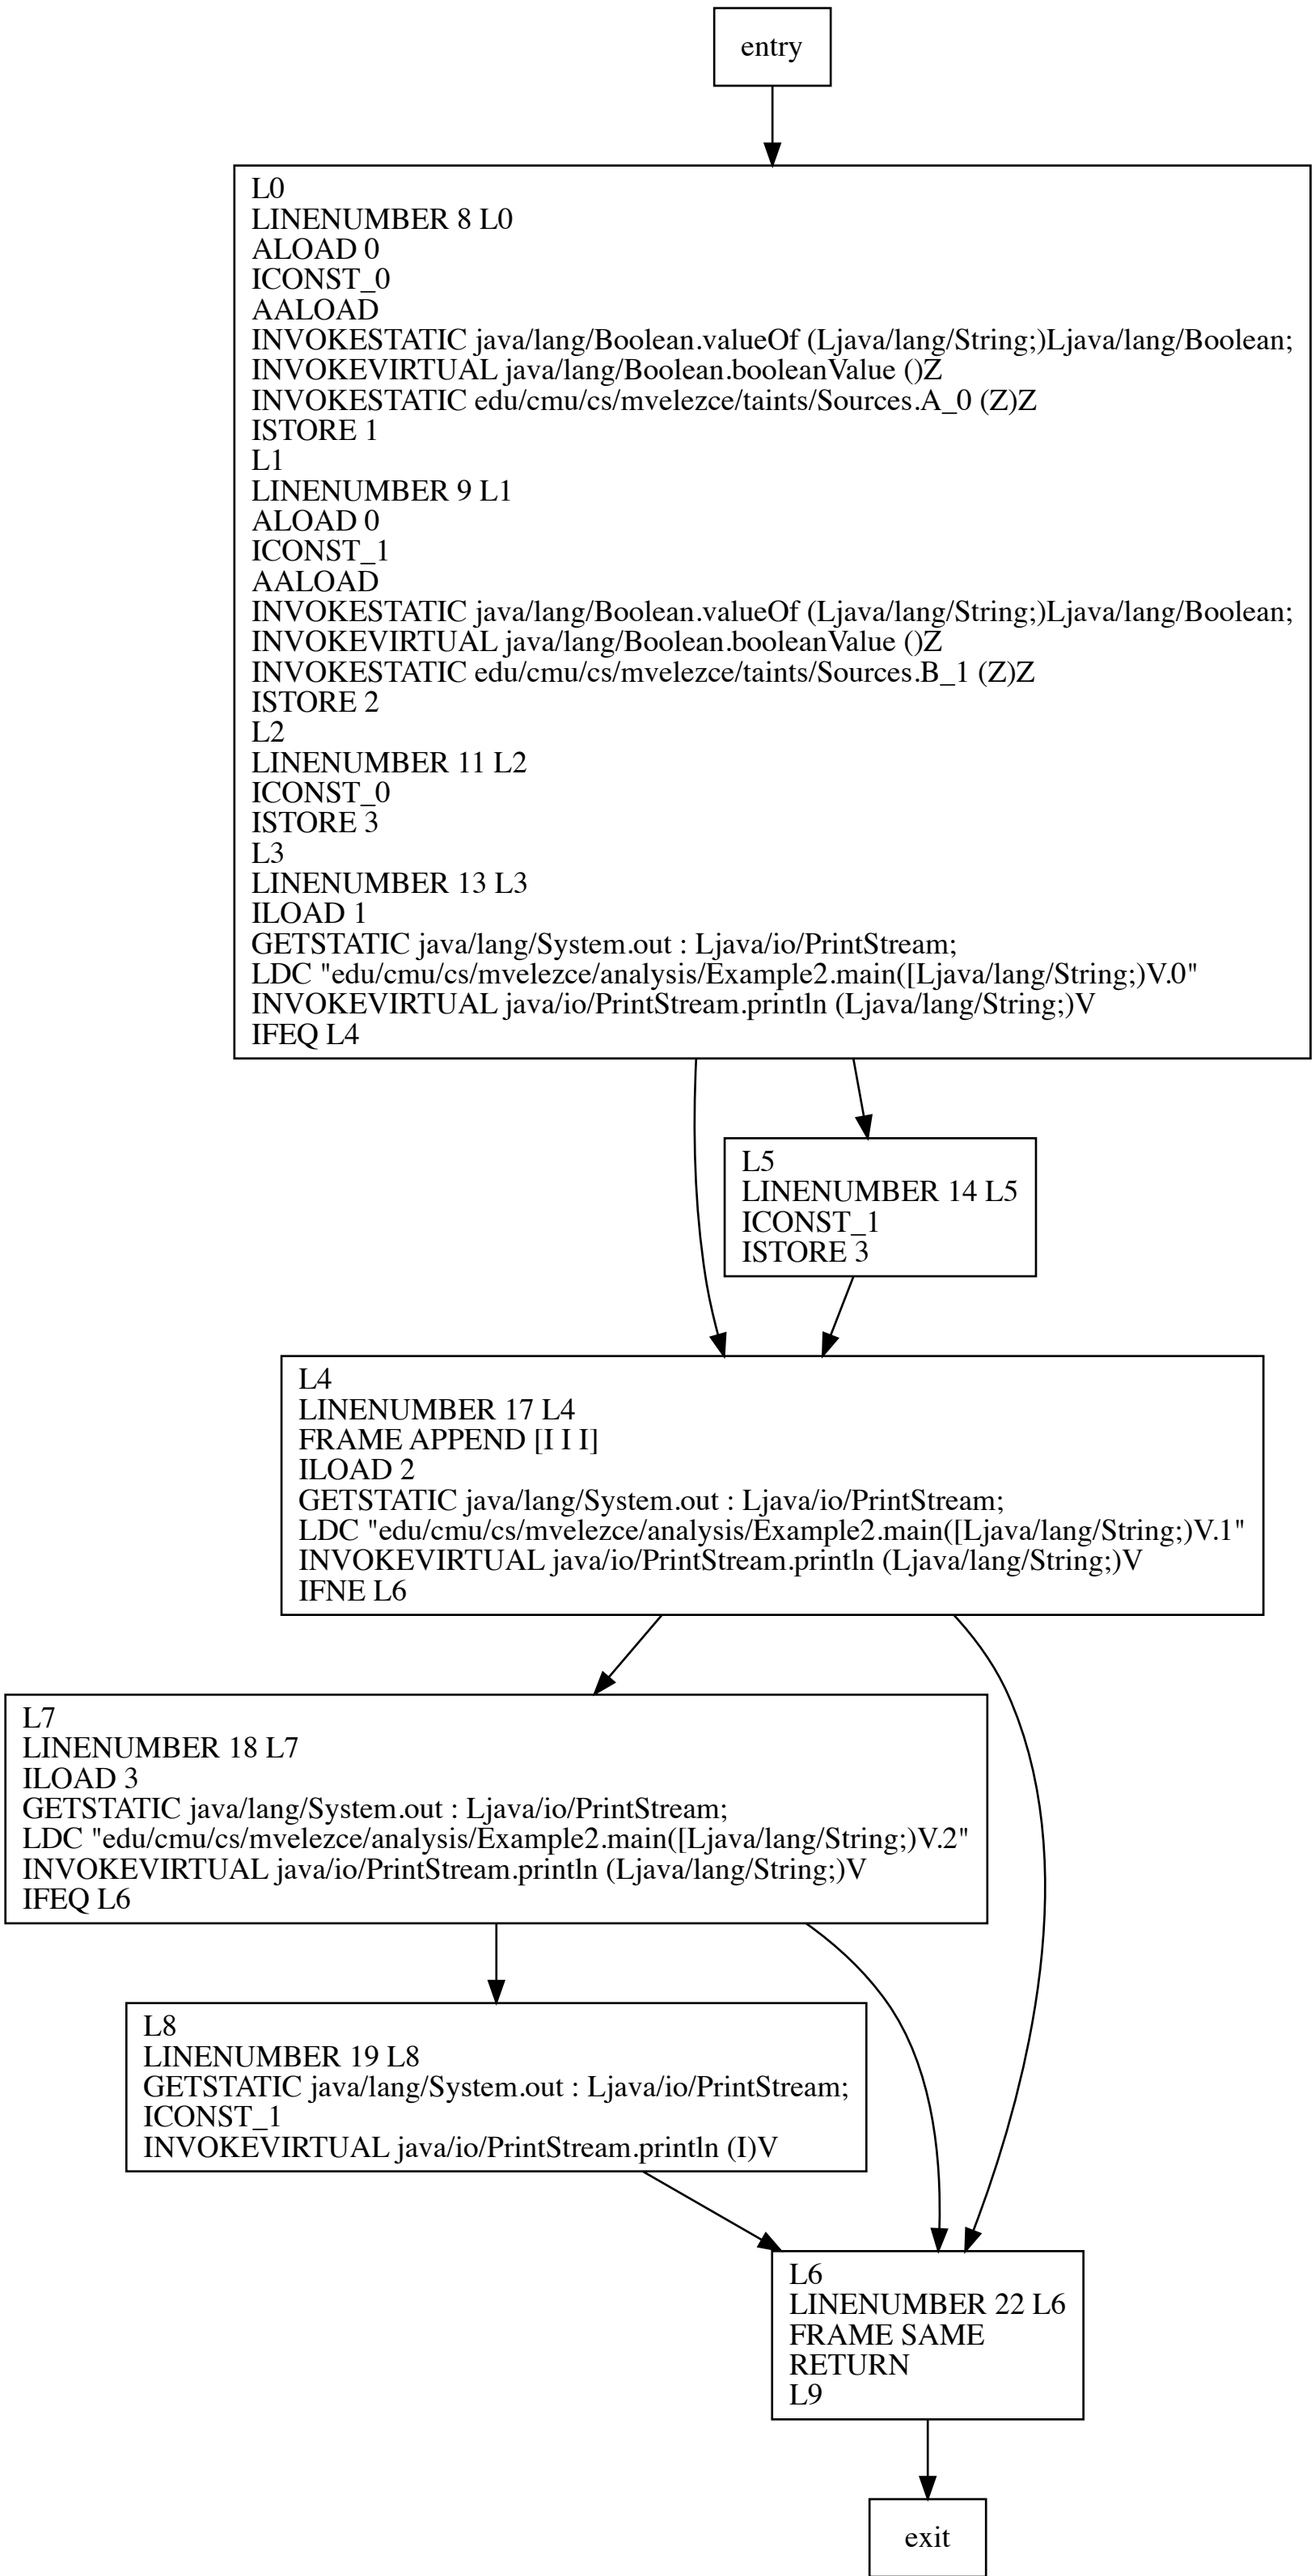 entry
L0
LINENUMBER 8 L0
ALOAD 0
ICONST_0
AALOAD
INVOKESTATIC java/lang/Boolean.valueOf (Ljava/lang/String;)Ljava/lang/Boolean;
INVOKEVIRTUAL java/lang/Boolean.booleanValue ()Z
INVOKESTATIC edu/cmu/cs/mvelezce/taints/Sources.A_0 (Z)Z
ISTORE 1
L1
LINENUMBER 9 L1
ALOAD 0
ICONST_1
AALOAD
INVOKESTATIC java/lang/Boolean.valueOf (Ljava/lang/String;)Ljava/lang/Boolean;
INVOKEVIRTUAL java/lang/Boolean.booleanValue ()Z
INVOKESTATIC edu/cmu/cs/mvelezce/taints/Sources.B_1 (Z)Z
ISTORE 2
L2
LINENUMBER 11 L2
ICONST_0
ISTORE 3
L3
LINENUMBER 13 L3
ILOAD 1
GETSTATIC java/lang/System.out : Ljava/io/PrintStream;
LDC "edu/cmu/cs/mvelezce/analysis/Example2.main([Ljava/lang/String;)V.0"
INVOKEVIRTUAL java/io/PrintStream.println (Ljava/lang/String;)V
IFEQ L4
L5
LINENUMBER 14 L5
ICONST_1
ISTORE 3
L4
LINENUMBER 17 L4
FRAME APPEND [I I I]
ILOAD 2
GETSTATIC java/lang/System.out : Ljava/io/PrintStream;
LDC "edu/cmu/cs/mvelezce/analysis/Example2.main([Ljava/lang/String;)V.1"
INVOKEVIRTUAL java/io/PrintStream.println (Ljava/lang/String;)V
IFNE L6
L7
LINENUMBER 18 L7
ILOAD 3
GETSTATIC java/lang/System.out : Ljava/io/PrintStream;
LDC "edu/cmu/cs/mvelezce/analysis/Example2.main([Ljava/lang/String;)V.2"
INVOKEVIRTUAL java/io/PrintStream.println (Ljava/lang/String;)V
IFEQ L6
L8
LINENUMBER 19 L8
GETSTATIC java/lang/System.out : Ljava/io/PrintStream;
ICONST_1
INVOKEVIRTUAL java/io/PrintStream.println (I)V
L6
LINENUMBER 22 L6
FRAME SAME
RETURN
L9
exit